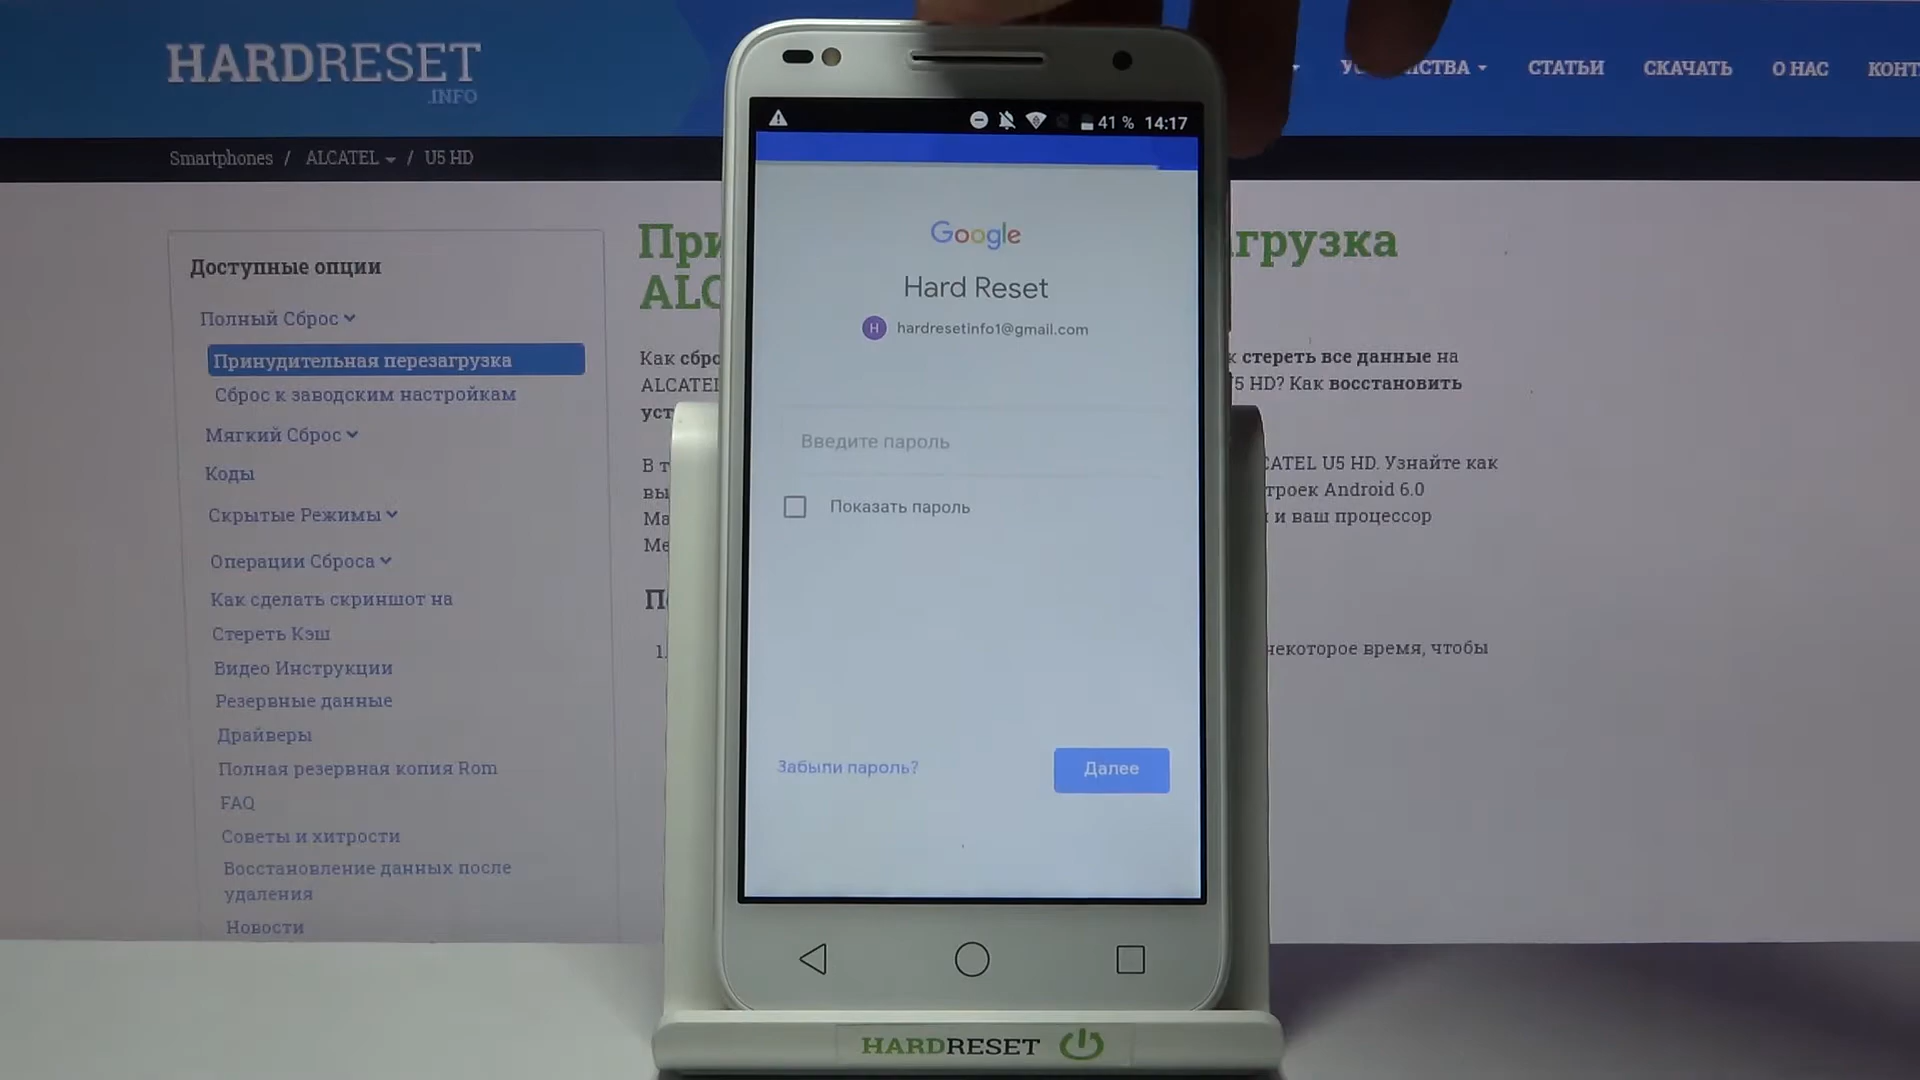 HARDRESET
.INFO
СТАТЬИ
СКАЧАТЬ
О НАС
Smartphones / ALCATEL / U5 HD
Доступные опции
Полный Сброс
Принудительная перезагрузка
Сброс к заводским настройкам
Мягкий Сброс
Коды
Скрытые Режимы
Операции Сброса
Как сделать скриншот на
Стереть Кэш
Видео Инструкции
Резервные данные
Драйверы
Полная резервная копия Rom
FAQ
Советы и хитрости
Восстановление данных после
удаления
Новости
Как
стереть все данные на
U5 HD? Как восстановить
U5 HD. Узнайте как
Android 6.0
и ваш процессор
1.
некоторое время, чтобы
41 % 14:17
Google
Hard Reset
H hardresetinfo1@gmail.com
Введите пароль
Показать пароль
Забыли пароль?
Далее
HARDRESET